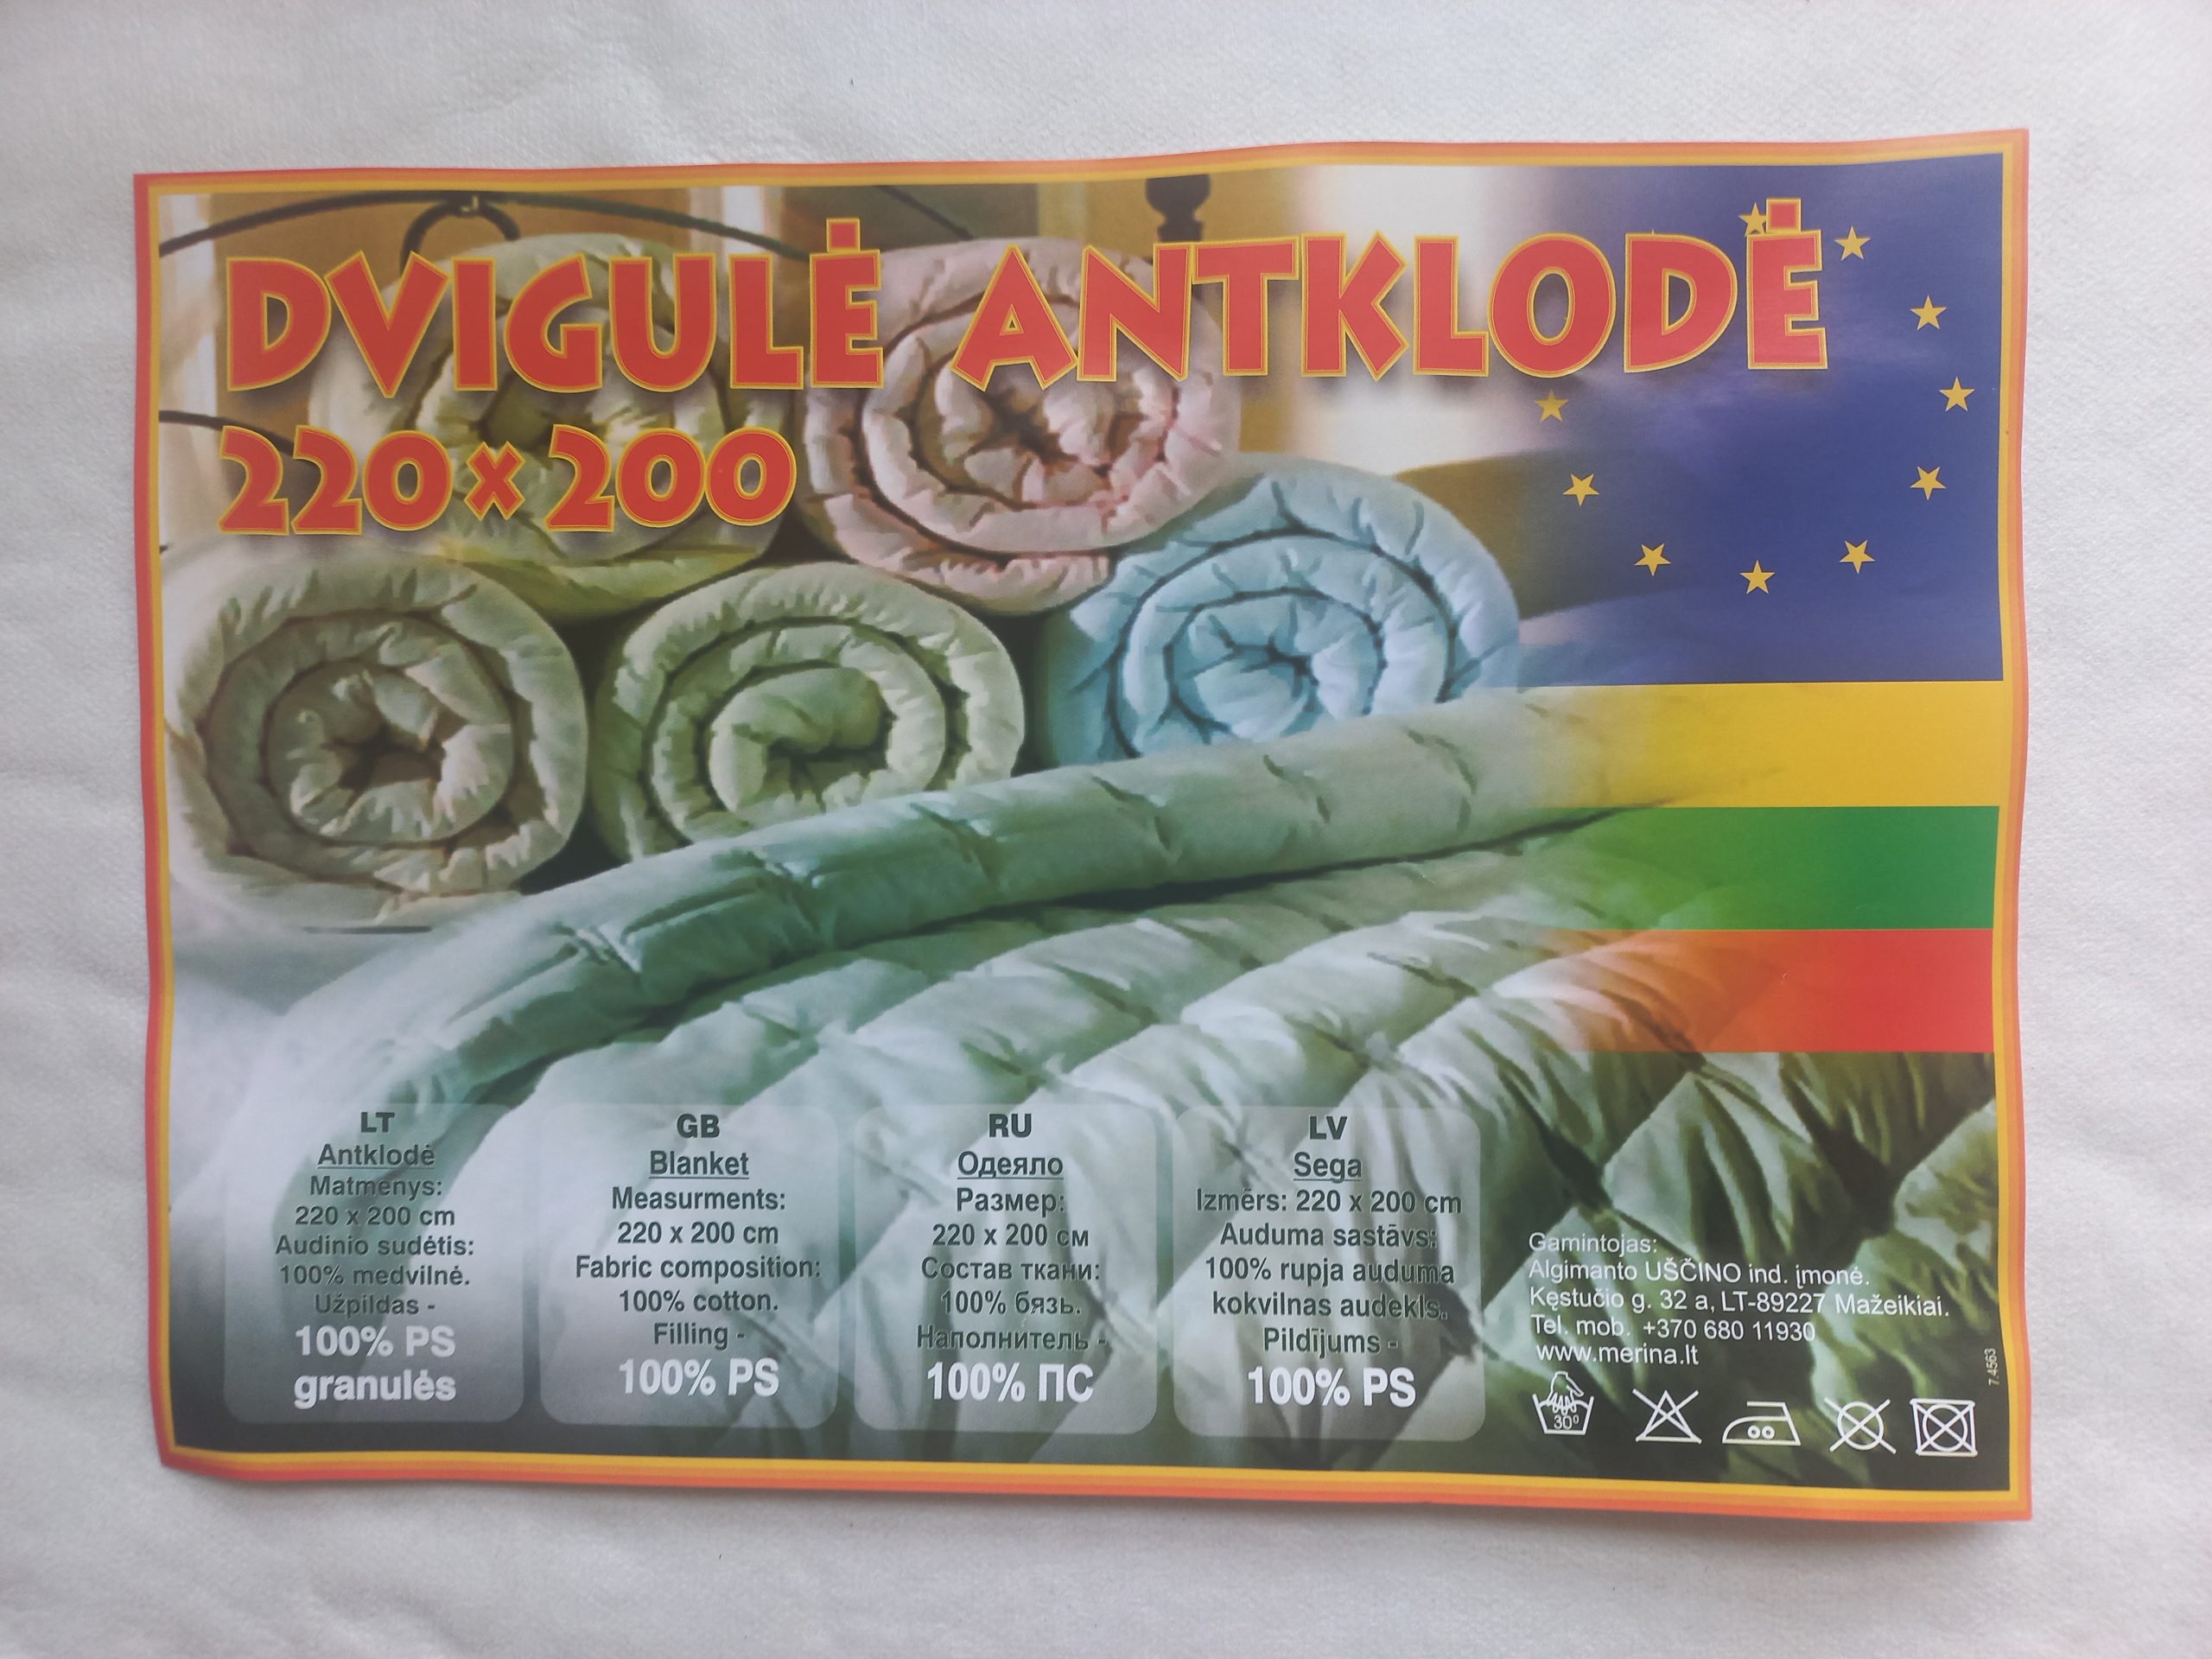 DVIGULĖ ANTKLODĖ
220 × 200
LT
Antklodė
Matmenys:
220 x 200 cm
Audinio sudėtis:
100% medvilnė.
Užpildas -
100% PS
granulės
GB
Blanket
Measurments:
220 x 200 cm
Fabric composition:
100% cotton.
Filling -
100% PS
RU
Одеяло
Размер:
220 x 200 см
Состав ткани:
100% бязь.
Наполнитель -
100% ПС
LV
Sega
Izmērs: 220 x 200 cm
Auduma sastāvs:
100% rupja auduma
kokvilnas audekls.
Pildījums -
100% PS
Gamintojas:
Algimanto UŠČINO ind. įmonė.
Kęstučio g. 32 a, LT-89227 Mažeikiai.
Tel. mob. +370 680 11930
www.merina.lt
30°
7.4563